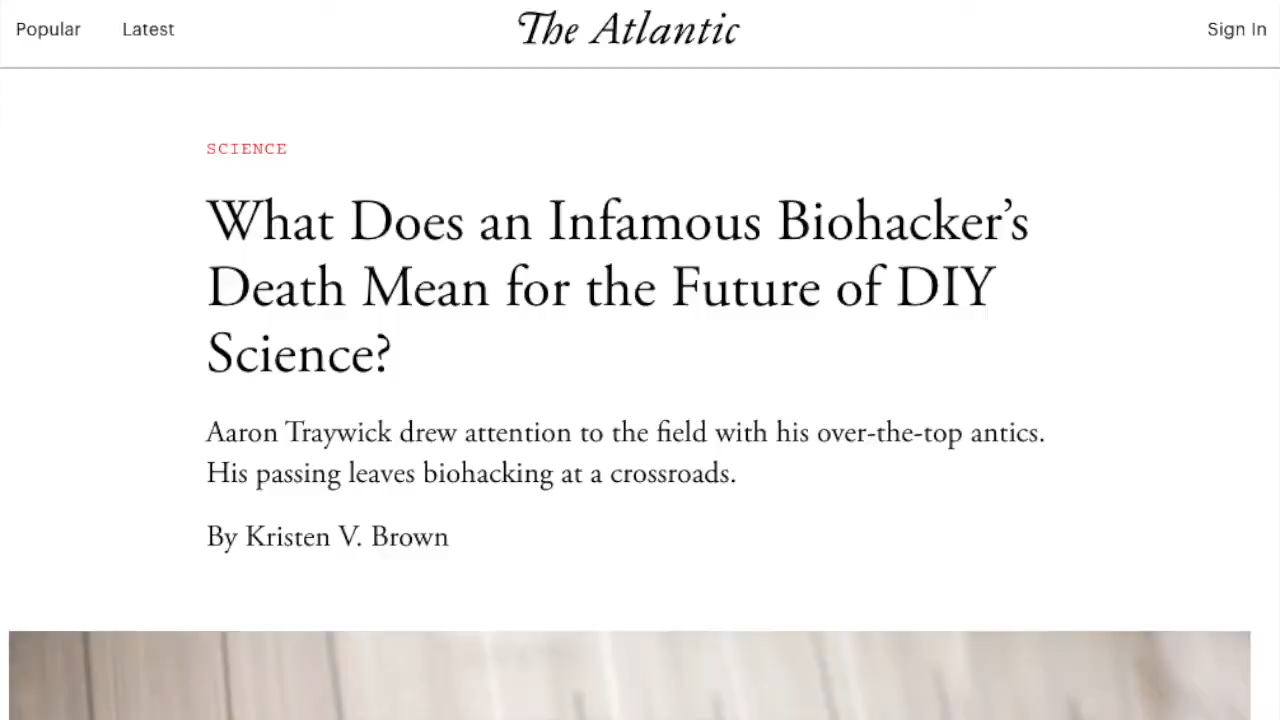 Popular Latest The Atlantic Sign In
SCIENCE
What Does an Infamous Biohacker’s
Death Mean for the Future of DIY
Science?
Aaron Traywick drew attention to the field with his over-the-top antics.
His passing leaves biohacking at a crossroads.
By Kristen V. Brown